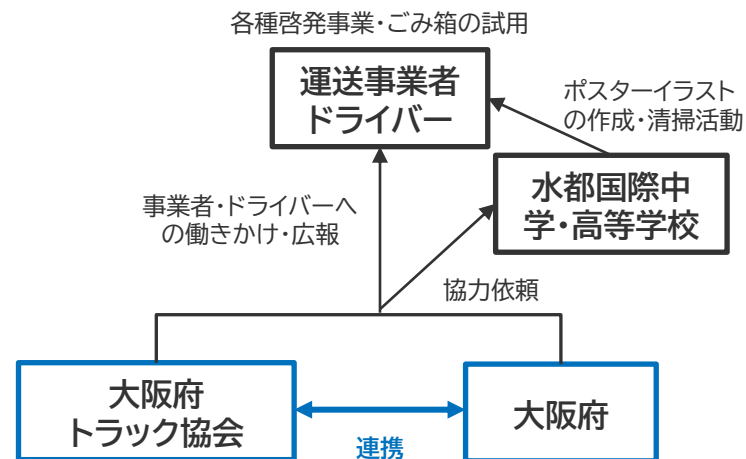 各種啓発事業・ごみ箱の試用
運送事業者
ドライバー
ポスターイラスト
の作成・清掃活動
水都国際中
学・高等学校
事業者・ドライバーへ
の働きかけ・広報
協力依頼
大阪府
トラック協会
連携
大阪府